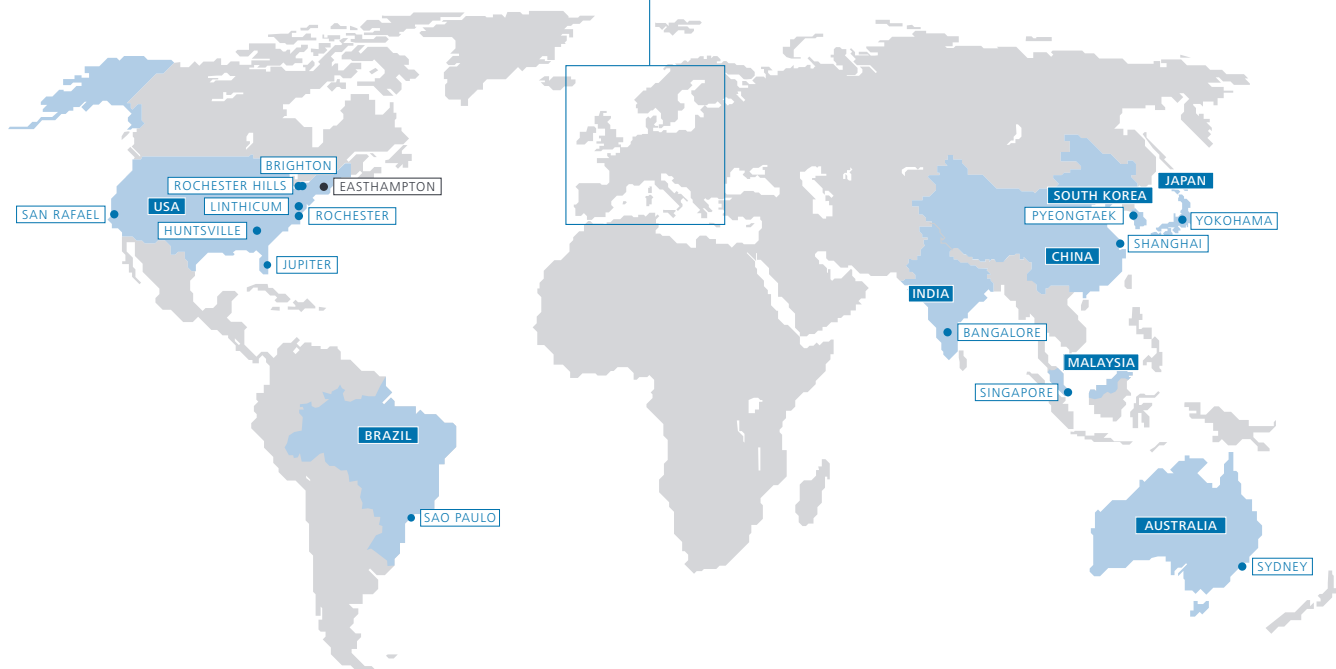 BRIGHTON
ROCHESTER HILLS
EASTHAMPTON
USA
LINTHICUM
SAN RAFAEL
ROCHESTER
HUNTSVILLE
JUPITER
BRAZIL
SAO PAULO
JAPAN
SOUTH KOREA
PYEONGTAEK
YOKOHAMA
SHANGHAI
CHINA
INDIA
BANGALORE
MALAYSIA
SINGAPORE
AUSTRALIA
SYDNEY